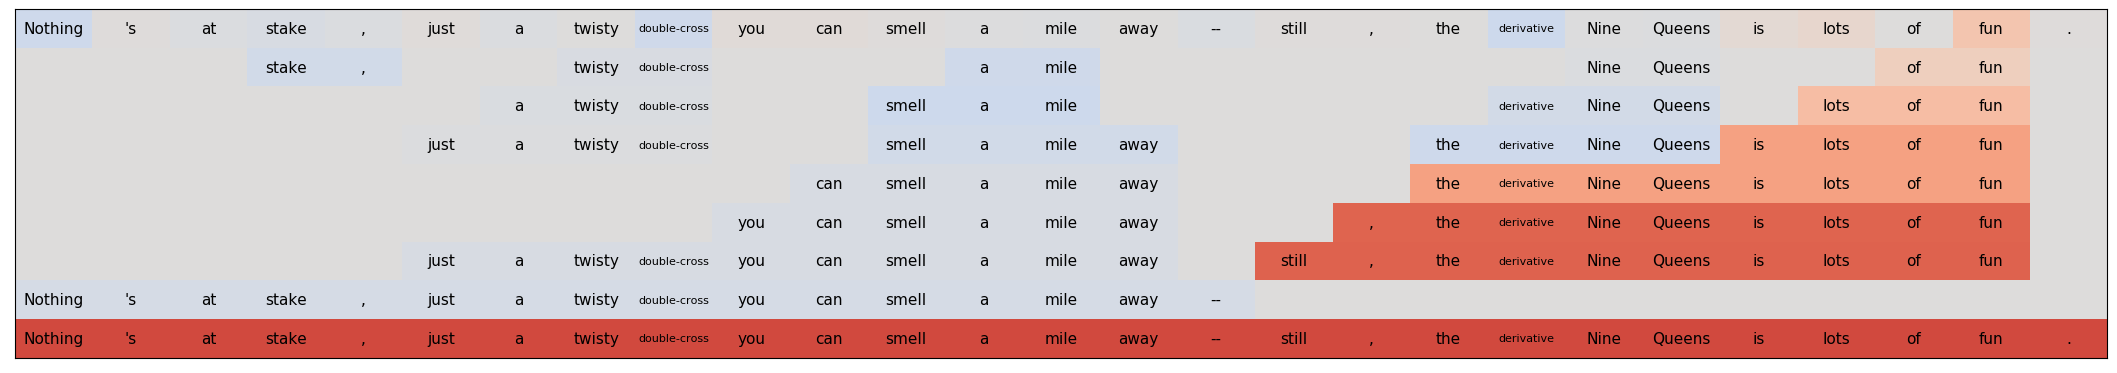 Nothing 's at stake , just a twisty double-cross you can smell a mile away -- still , the derivative Nine Queens is lots of fun .
stake , twisty double-cross a mile Nine Queens of fun
a twisty double-cross smell a mile derivative Nine Queens lots of fun
just a twisty double-cross smell a mile away the derivative Nine Queens is lots of fun
can smell a mile away the derivative Nine Queens is lots of fun
you can smell a mile away , the derivative Nine Queens is lots of fun
just a twisty double-cross you can smell a mile away still , the derivative Nine Queens is lots of fun
Nothing 's at stake , just a twisty double-cross you can smell a mile away --
Nothing 's at stake , just a twisty double-cross you can smell a mile away -- still , the derivative Nine Queens is lots of fun .